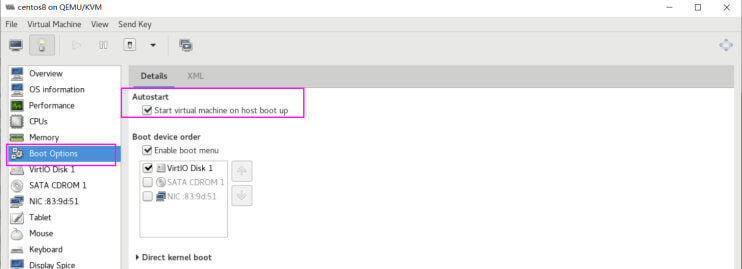 centos8 on QEMU/KVM
File Virtual Machine View Send Key
Overview
OS information
Performance
CPUs
Memory
Boot Options
VirtIO Disk 1
SATA CDROM 1
NIC :83:9d:51
Tablet
Mouse
Keyboard
Display Spice
Details XML
Autostart
Start virtual machine on host boot up
Boot device order
Enable boot menu
VirtIO Disk 1
SATA CDROM 1
NIC :83:9d:51
Direct kernel boot